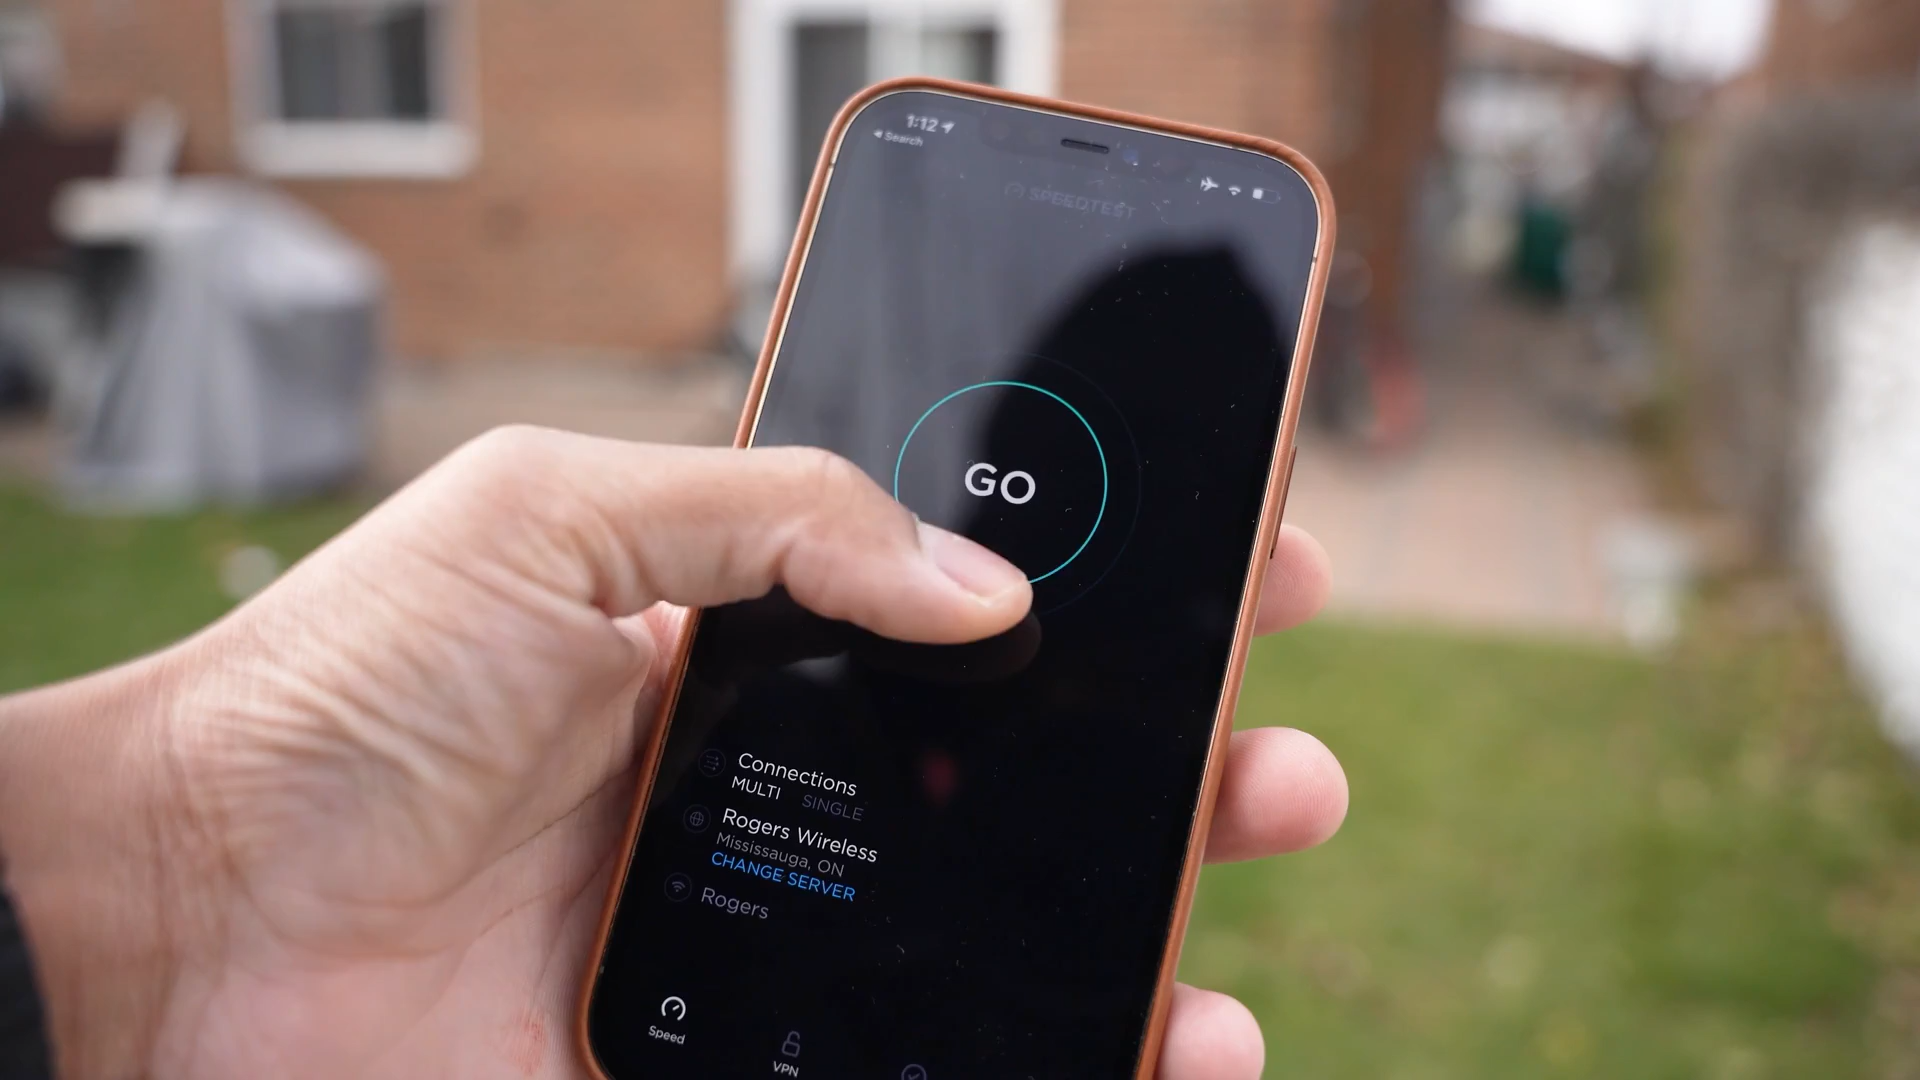 1:12
Search
SPEEDTEST
GO
Connections
MULTI SINGLE
Rogers Wireless
Mississauga, ON
CHANGE SERVER
Rogers
Speed
VPN